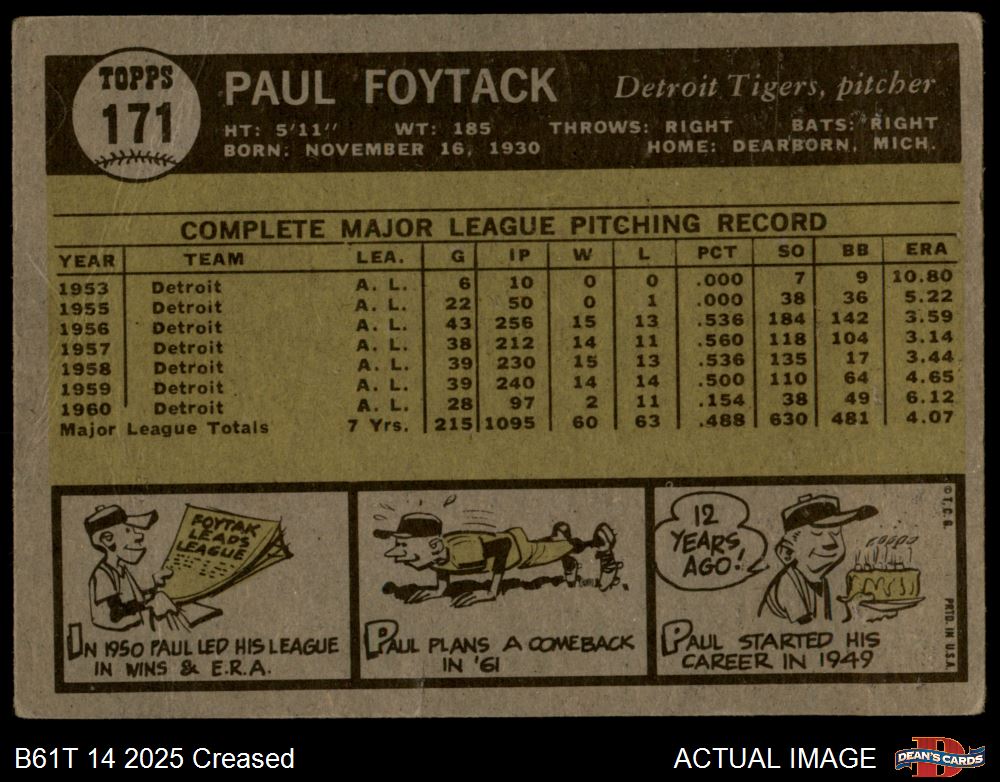 TOPPS
171
PAUL FOYTACK
Detroit Tigers, pitcher
HT: 5'11" WT: 185 THROWS: RIGHT BATS: RIGHT
BORN: NOVEMBER 16, 1930 HOME: DEARBORN, MICH.
COMPLETE MAJOR LEAGUE PITCHING RECORD
YEAR TEAM LEA. G IP W L PCT SO BB ERA
1953 Detroit A. L. 6 10 0 0 .000 7 9 10.80
1955 Detroit A. L. 22 50 0 1 .000 38 36 5.22
1956 Detroit A. L. 43 256 15 13 .536 184 142 3.59
1957 Detroit A. L. 38 212 14 11 .560 118 104 3.14
1958 Detroit A. L. 39 230 15 13 .536 135 17 3.44
1959 Detroit A. L. 39 240 14 14 .500 110 64 4.65
1960 Detroit A. L. 28 97 2 11 .154 38 49 6.12
Major League Totals 7 Yrs. 215 1095 60 63 .488 630 481 4.07
FOYTAK
LEADS
LEAGUE
IN 1950 PAUL LED HIS LEAGUE
IN WINS & E.R.A.
PAUL PLANS A COMEBACK
IN '61
12
YEARS
AGO!
PAUL STARTED HIS
CAREER IN 1949
© T.C.G.
PRTD. IN U.S.A.
B61T 14 2025 Creased
ACTUAL IMAGE
D
DEAN'S CARDS